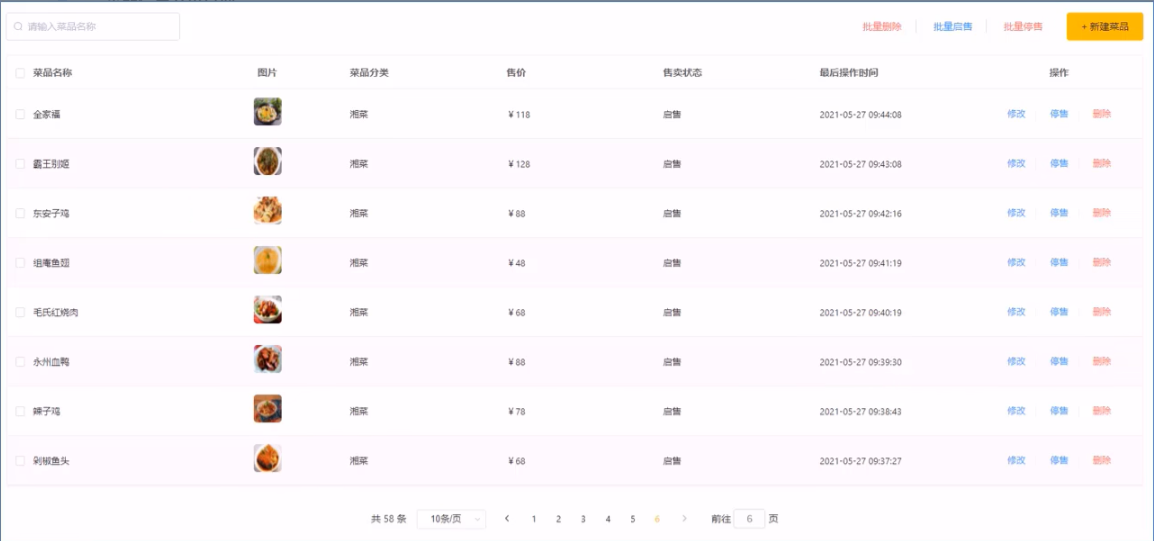 请输入菜品名称 批量删除 批量启售 批量停售 + 新建菜品
菜品名称 图片 菜品分类 售价 售卖状态 最后操作时间 操作
全家福 湘菜 ¥ 118 启售 2021-05-27 09:44:08 修改 停售 删除
霸王别姬 湘菜 ¥ 128 启售 2021-05-27 09:43:08 修改 停售 删除
东安子鸡 湘菜 ¥ 88 启售 2021-05-27 09:42:16 修改 停售 删除
组庵鱼翅 湘菜 ¥ 48 启售 2021-05-27 09:41:19 修改 停售 删除
毛氏红烧肉 湘菜 ¥ 68 启售 2021-05-27 09:40:19 修改 停售 删除
永州血鸭 湘菜 ¥ 88 启售 2021-05-27 09:39:30 修改 停售 删除
辣子鸡 湘菜 ¥ 78 启售 2021-05-27 09:38:43 修改 停售 删除
剁椒鱼头 湘菜 ¥ 68 启售 2021-05-27 09:37:27 修改 停售 删除
共 58 条 10条/页 1 2 3 4 5 6 前往 6 页